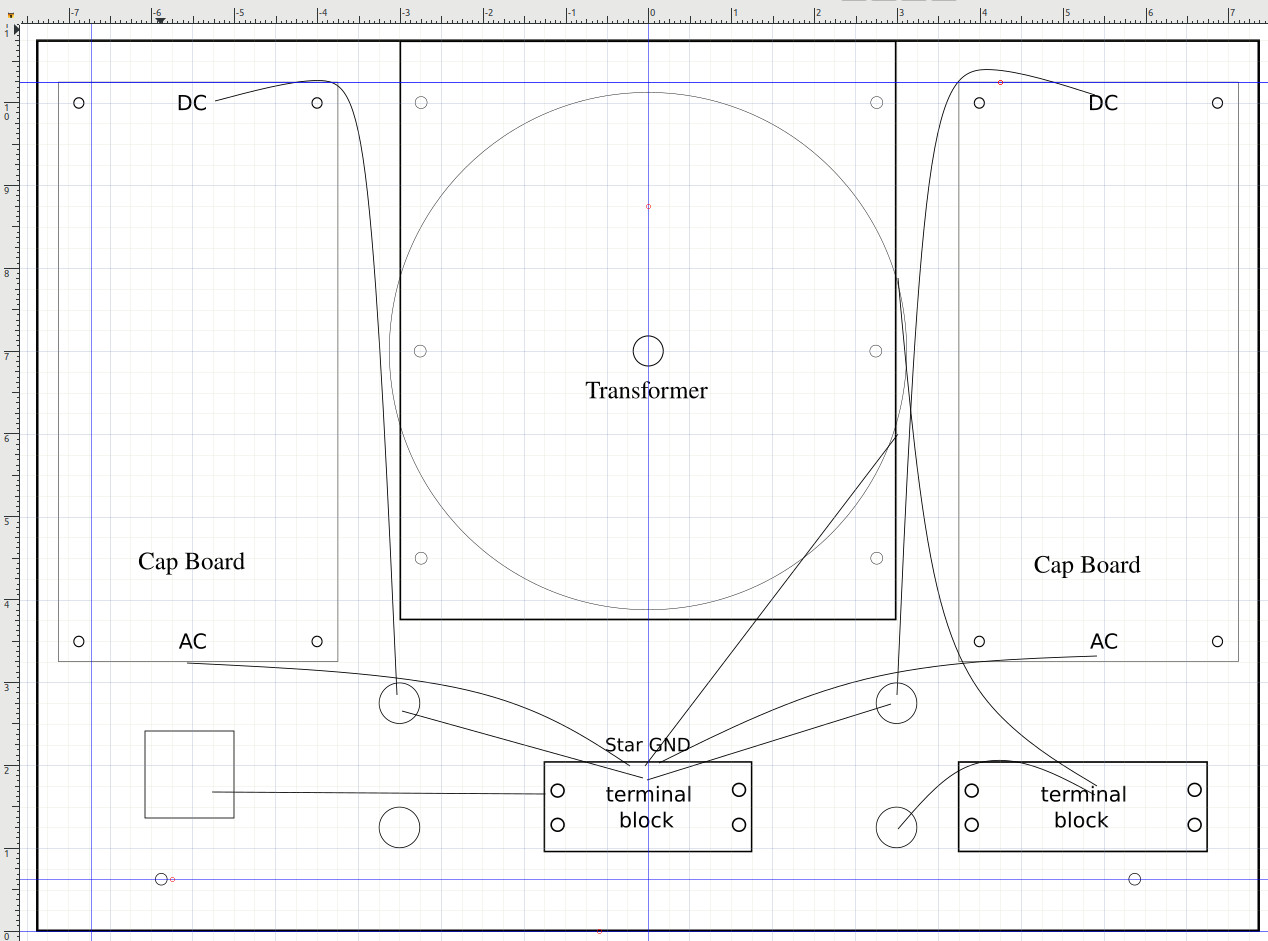 -7 -6 -5 -4 -3 -2 -1 0 1 2 3 4 5 6 7
1
DC
DC
1
0
9
8
7
Transformer
6
5
Cap Board
Cap Board
4
AC
AC
3
Star GND
2
terminal
block
terminal
block
1
0